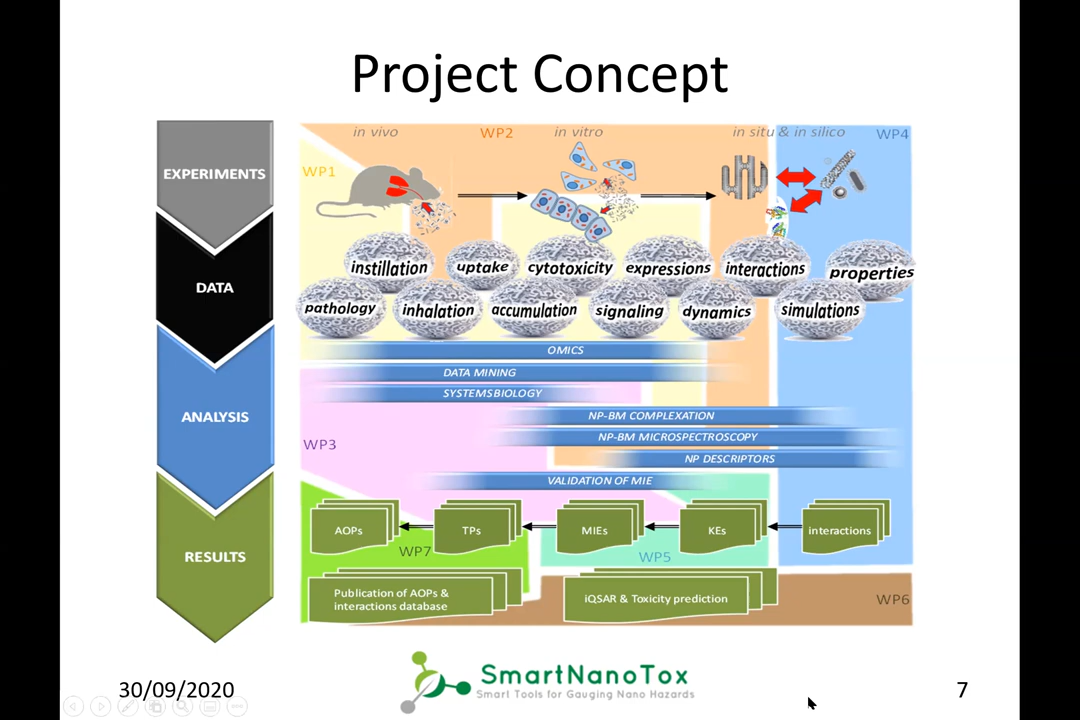 Project Concept
in vivo
WP2
in vitro
in situ & in silico
WP4
EXPERIMENTS
WP1
instillation
uptake
cytotoxicity
expressions
interactions
properties
DATA
pathology
inhalation
accumulation
signaling
dynamics
simulations
OMICS
DATA MINING
SYSTEMSBIOLOGY
ANALYSIS
NP-BM COMPLEXATION
WP3
NP-BM MICROSPECTROSCOPY
NP DESCRIPTORS
VALIDATION OF MIE
RESULTS
AOPs
TPs
MIEs
KEs
interactions
WP7
WP5
Publication of AOPs &
interactions database
iQSAR & Toxicity prediction
WP6
30/09/2020
SmartNanoTox
Smart Tools for Gauging Nano Hazards
7